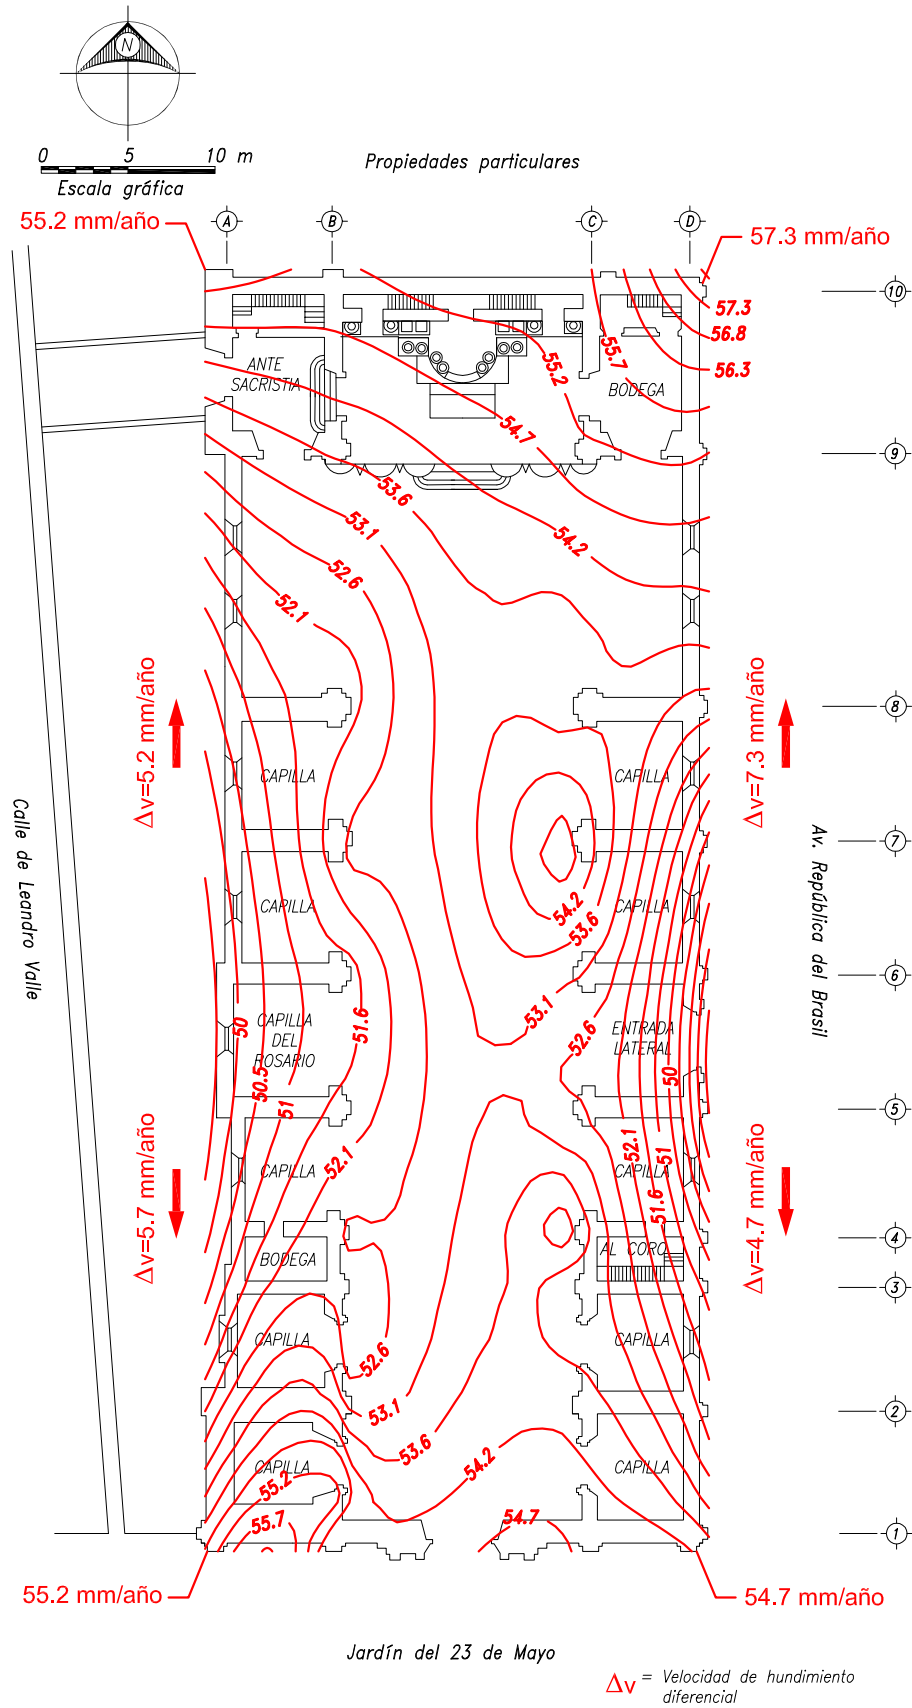 N
0 5 10 m
Escala gráfica
Propiedades particulares
55.2 mm/año
57.3 mm/año
A B C D
10
57.3
56.8
56.3
55.7
55.2
ANTE
SACRISTIA
BODEGA
54.7
9
53.6
53.1
54.2
52.6
52.1
Δv=5.2 mm/año
Δv=7.3 mm/año
8
CAPILLA
CAPILLA
Calle de Leandro Valle
Av. República del Brasil
7
CAPILLA
54.2
CAPILLA
53.6
6
53.1
50
CAPILLA
DEL
ROSARIO
51.6
52.6
ENTRADA
LATERAL
50
50.5
51
5
Δv=5.7 mm/año
Δv=4.7 mm/año
52.1
52.1
51
CAPILLA
CAPILLA
51.6
4
BODEGA
AL CORO
3
CAPILLA
CAPILLA
52.6
53.1
2
53.6
54.2
CAPILLA
CAPILLA
55.2
55.7
54.7
1
55.2 mm/año
54.7 mm/año
Jardín del 23 de Mayo
Δv = Velocidad de hundimiento
diferencial